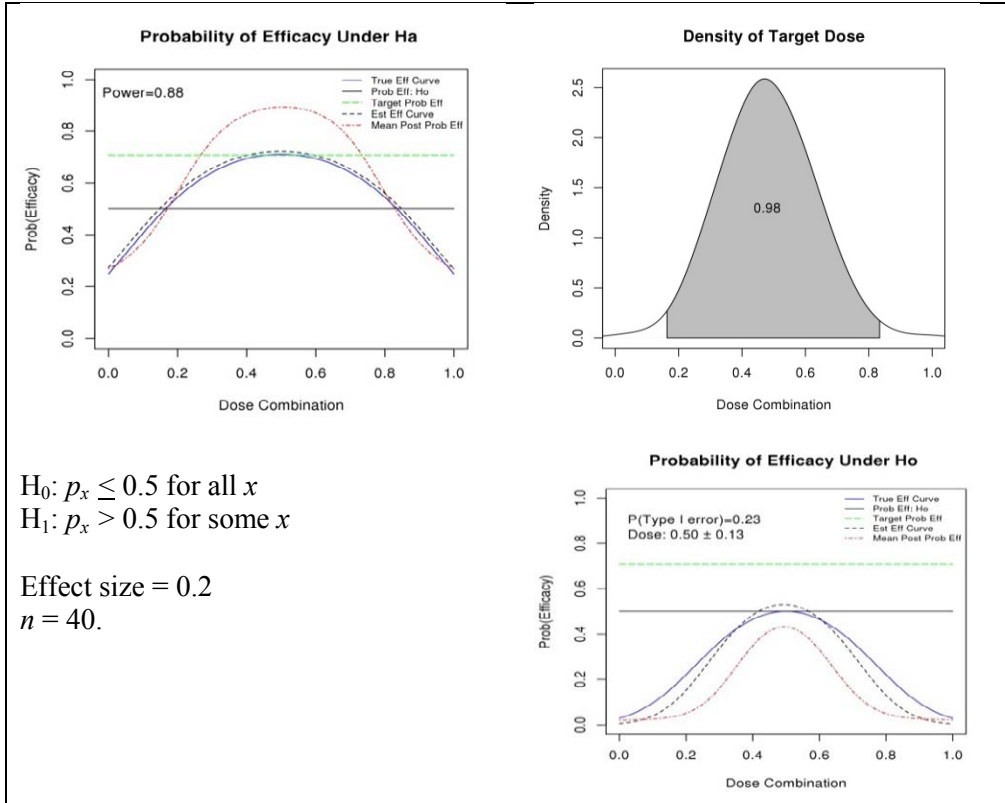 Probability of Efficacy Under Ha
Power=0.88
True Eff Curve
Prob Eff: Ho
Target Prob Eff
Est Eff Curve
Mean Post Prob Eff
Prob(Efficacy)
1.0
0.8
0.6
0.4
0.2
0.0
0.0 0.2 0.4 0.6 0.8 1.0
Dose Combination
Density of Target Dose
Density
2.5
2.0
1.5
1.0
0.5
0.0
0.98
0.0 0.2 0.4 0.6 0.8 1.0
Dose Combination
H₀: pₓ ≤ 0.5 for all x
H₁: pₓ > 0.5 for some x
Effect size = 0.2
n = 40.
Probability of Efficacy Under Ho
P(Type I error)=0.23
Dose: 0.50 ± 0.13
True Eff Curve
Prob Eff: Ho
Target Prob Eff
Est Eff Curve
Mean Post Prob Eff
Prob(Efficacy)
1.0
0.8
0.6
0.4
0.2
0.0
0.0 0.2 0.4 0.6 0.8 1.0
Dose Combination